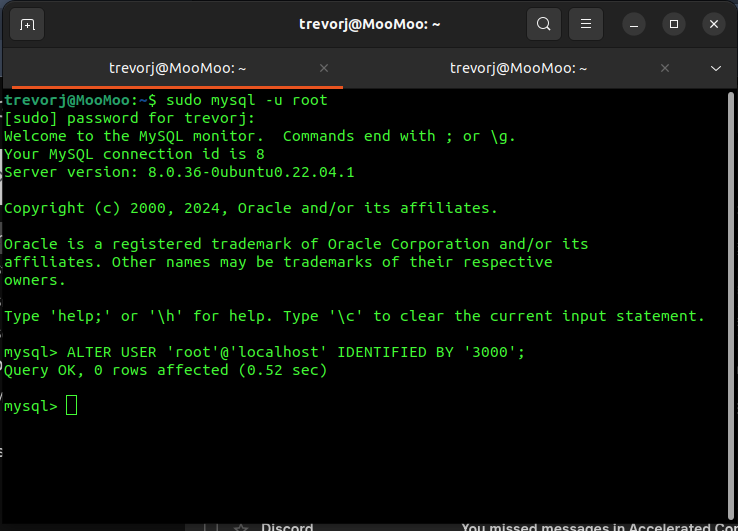 trevorj@MooMoo: ~
trevorj@MooMoo: ~
trevorj@MooMoo: ~
trevorj@MooMoo:~$ sudo mysql -u root
[sudo] password for trevorj:
Welcome to the MySQL monitor.  Commands end with ; or \g.
Your MySQL connection id is 8
Server version: 8.0.36-0ubuntu0.22.04.1
Copyright (c) 2000, 2024, Oracle and/or its affiliates.
Oracle is a registered trademark of Oracle Corporation and/or its
affiliates. Other names may be trademarks of their respective
owners.
Type 'help;' or '\h' for help. Type '\c' to clear the current input statement.
mysql> ALTER USER 'root'@'localhost' IDENTIFIED BY '3000';
Query OK, 0 rows affected (0.52 sec)
mysql>
Discord You missed messages in Accelerated